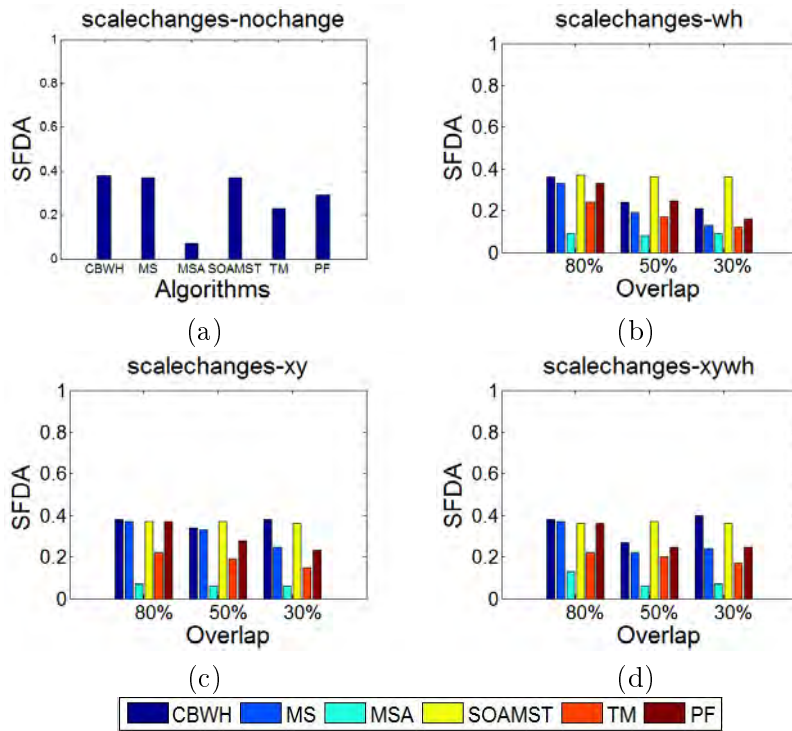 scalechanges-nochange
1
0.8
0.6
0.4
0.2
0
SFDA
CBWH MS MSA SOAMST TM PF
Algorithms
(a)
scalechanges-wh
1
0.8
0.6
0.4
0.2
0
SFDA
80% 50% 30%
Overlap
(b)
scalechanges-xy
1
0.8
0.6
0.4
0.2
0
SFDA
80% 50% 30%
Overlap
(c)
scalechanges-xywh
1
0.8
0.6
0.4
0.2
0
SFDA
80% 50% 30%
Overlap
(d)
CBWH MS MSA SOAMST TM PF